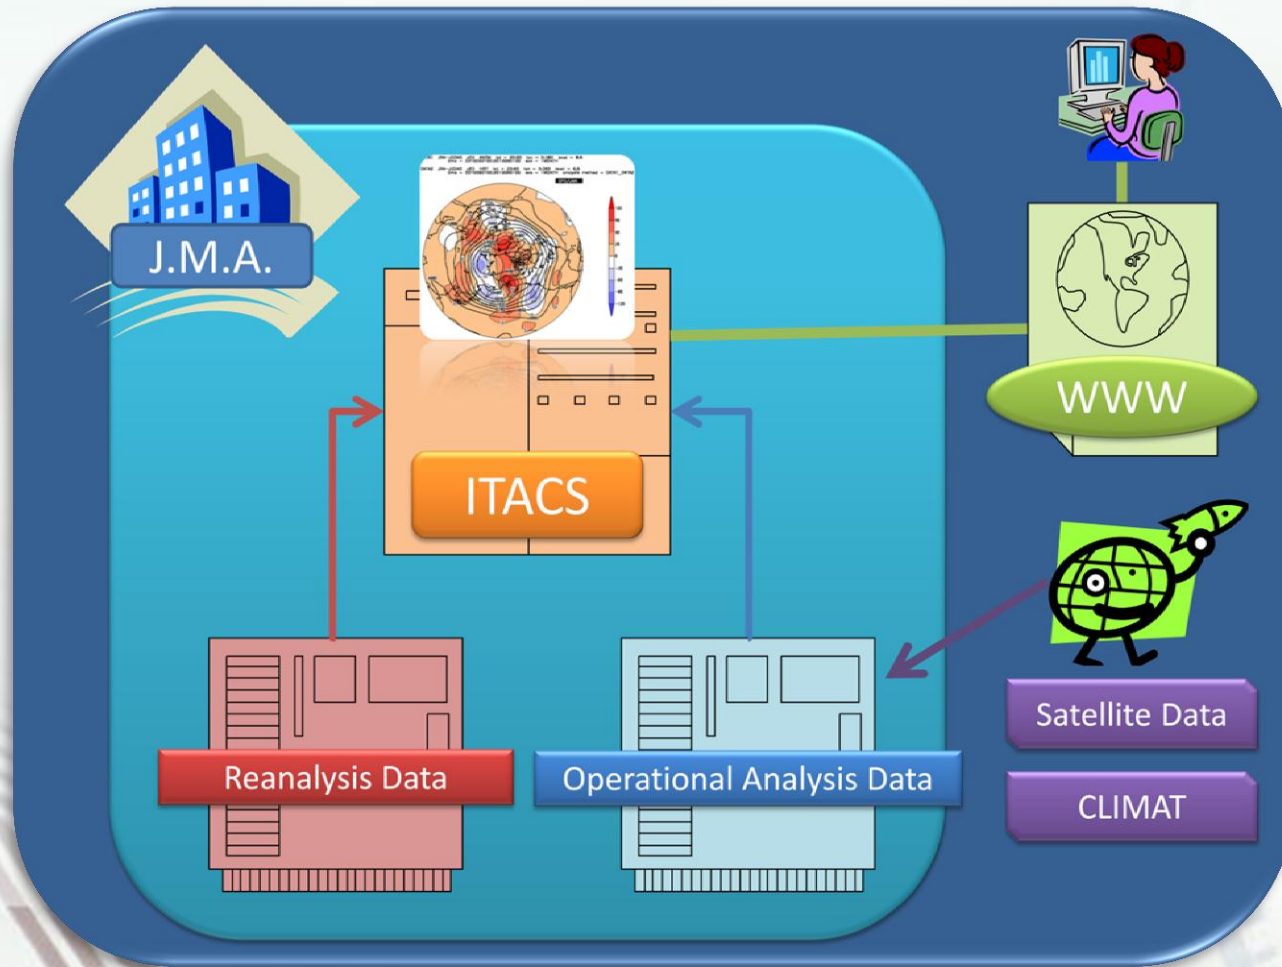 J.M.A.
ITACS
WWW
Reanalysis Data
Operational Analysis Data
Satellite Data
CLIMAT